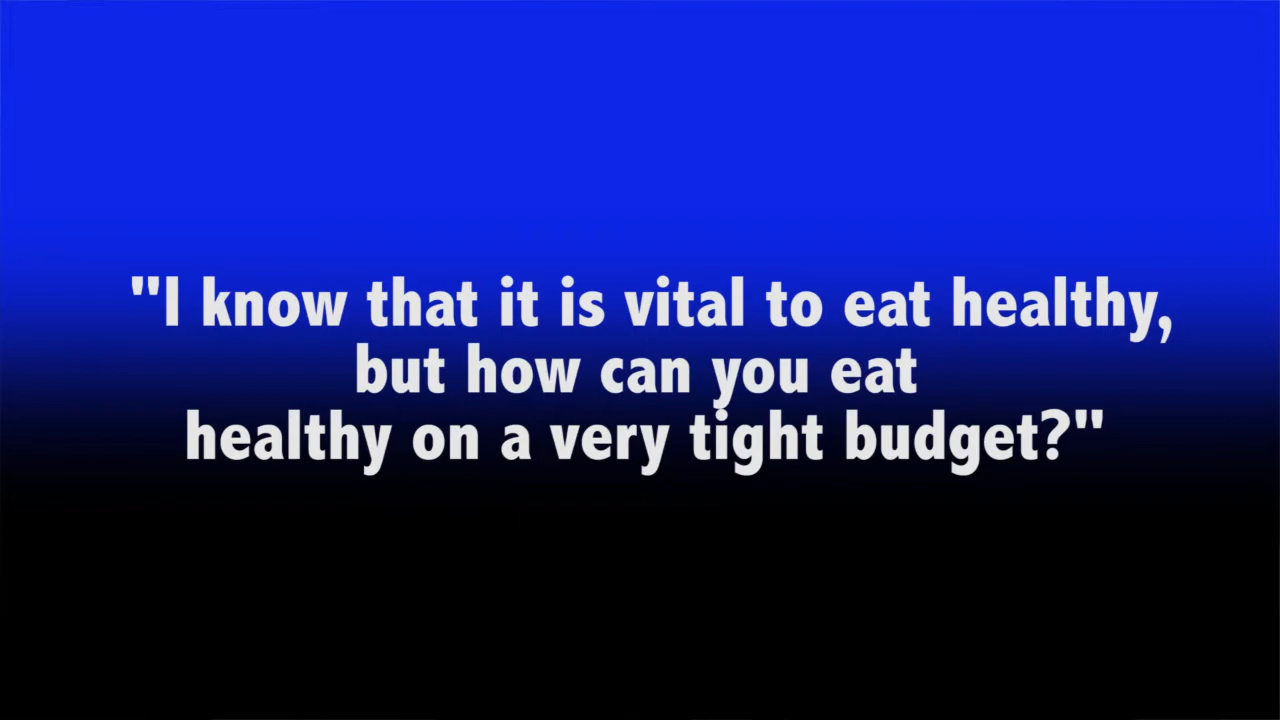 "I know that it is vital to eat healthy,
but how can you eat
healthy on a very tight budget?"